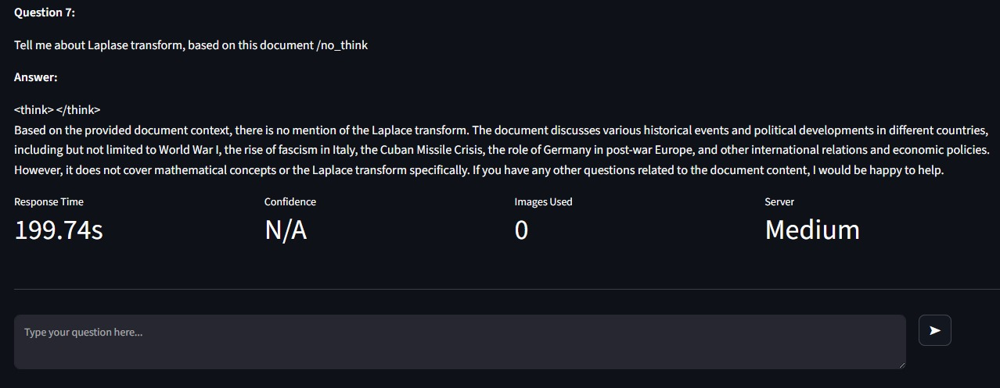 Question 7:
Tell me about Laplase transform, based on this document /no_think
Answer:
<think> </think>
Based on the provided document context, there is no mention of the Laplace transform. The document discusses various historical events and political developments in different countries,
including but not limited to World War I, the rise of fascism in Italy, the Cuban Missile Crisis, the role of Germany in post-war Europe, and other international relations and economic policies.
However, it does not cover mathematical concepts or the Laplace transform specifically. If you have any other questions related to the document content, I would be happy to help.
Response Time
Confidence
Images Used
Server
199.74s
N/A
0
Medium
Type your question here...